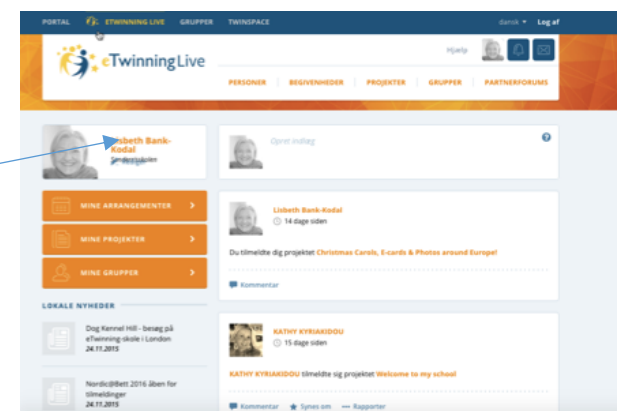 PORTAL eTWINNING LIVE GRUPPER TWINSPACE dansk Log af
eTwinningLive
Hjælp
PERSONER BEGIVENHEDER PROJEKTER GRUPPER PARTNERFORUMS
Lisbeth Bank-
Kodal
Opret indlæg
MINE ARRANGEMENTER
MINE PROJEKTER
MINE GRUPPER
Lisbeth Bank-Kodal
14 dage siden
Du tilmeldte dig projektet Christmas Carols, E-cards & Photos around Europe!
Kommentar
LOKALE NYHEDER
Dog Kennel Hill - besøg på
eTwinning-skole i London
24.11.2015
Nordic@Bett 2016 åben for
tilmeldinger
24.11.2015
KATHY KYRIAKIDOU
15 dage siden
KATHY KYRIAKIDOU tilmeldte sig projektet Welcome to my school
Kommentar Synes om Rapporter